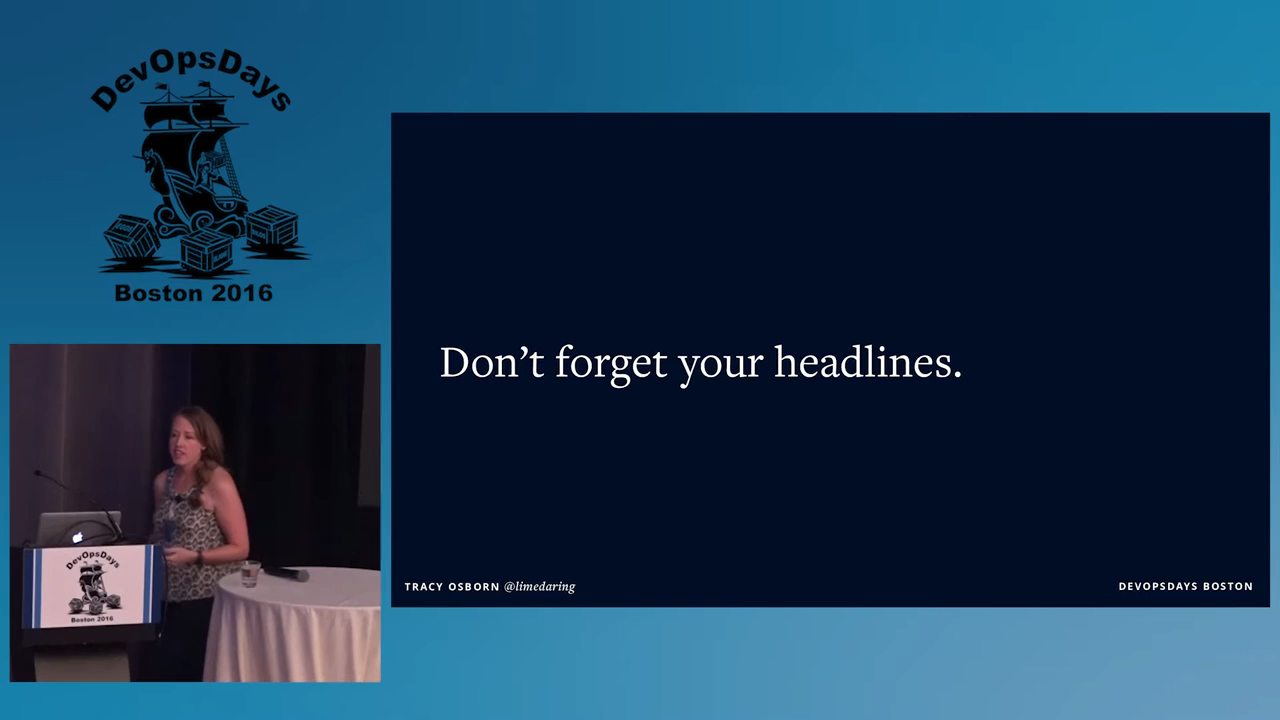 DevOpsDays
Boston 2016
Don't forget your headlines.
TRACY OSBORN @limedaring
DEVOPSDAYS BOSTON
DevOpsDays
Boston 2016